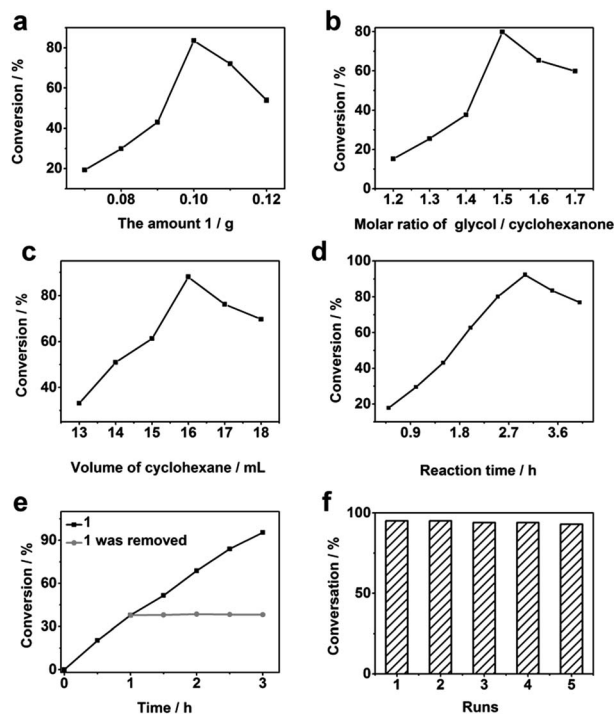 a
Conversion / %
80
60
40
20
0.08 0.10 0.12
The amount 1 / g
b
Conversion / %
80
60
40
20
0
1.2 1.3 1.4 1.5 1.6 1.7
Molar ratio of glycol / cyclohexanone
c
Conversion / %
80
60
40
13 14 15 16 17 18
Volume of cyclohexane / mL
d
Conversion / %
100
80
60
40
20
0.9 1.8 2.7 3.6
Reaction time / h
e
Conversion / %
90
60
30
0
1
1 was removed
0 1 2 3
Time / h
f
Conversation / %
100
50
0
1 2 3 4 5
Runs